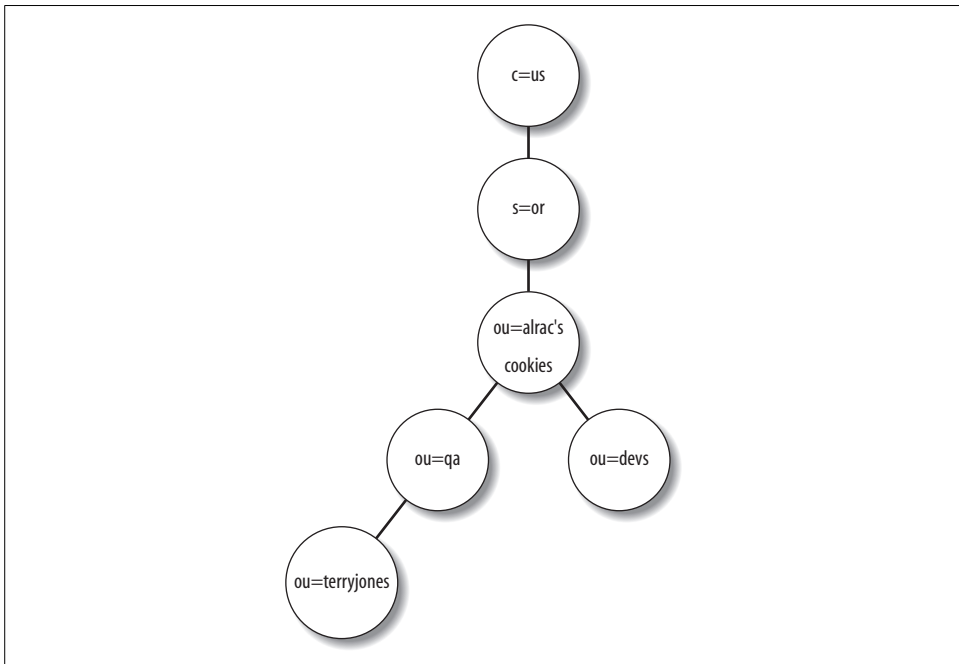 c=us
s=or
ou=alrac's
cookies
ou=qa
ou=devs
ou=terryjones